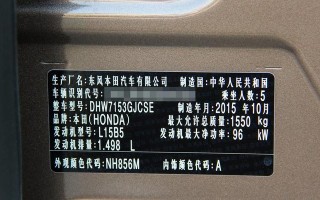 生产厂名: 东风本田汽车有限公司 制造国: 中华人民共和国
车辆识别代号: 乘坐人数: 5
整车型号: DHW7153GJCSE 制造年月: 2015 年 10 月
品牌: 本田(HONDA) 最大允许总质量: 1550 kg
发动机型号: L15B5 发动机最大净功率: 96 kW
发动机排量: 1.498 L
外观颜色代码: NH856M 内饰颜色代码: A